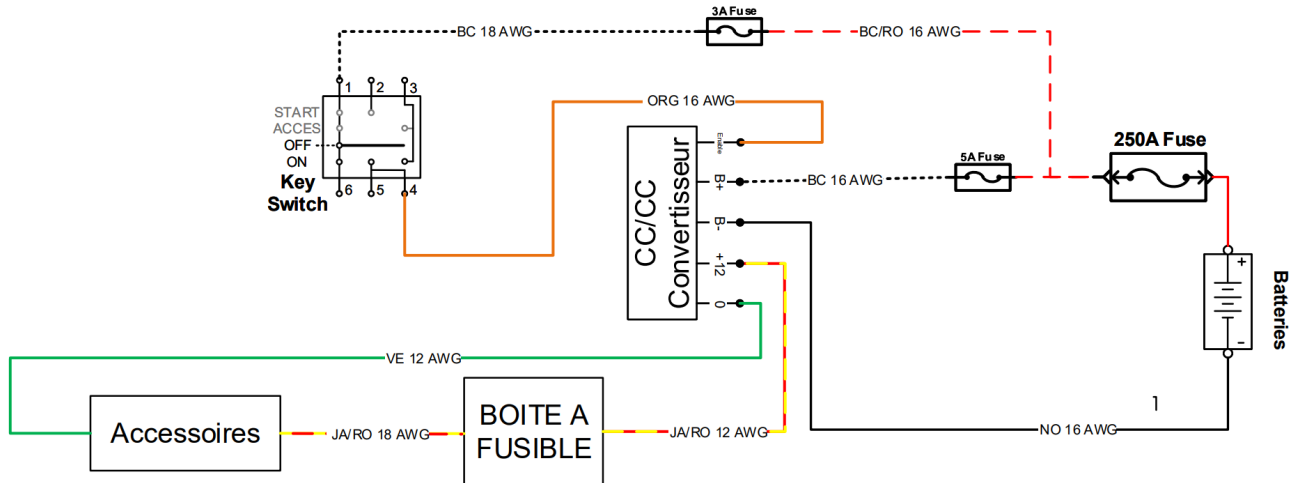 3A Fuse
BC 18 AWG
BC/RO 16 AWG
1 2 3
START
ACCES
OFF
ON
6 5 4
Key
Switch
ORG 16 AWG
CC/CC
Convertisseur
Enable
B+
B-
+12
0
BC 16 AWG
5A Fuse
250A Fuse
+
-
Batteries
VE 12 AWG
Accessoires
JA/RO 18 AWG
BOITE A
FUSIBLE
JA/RO 12 AWG
NO 16 AWG
1